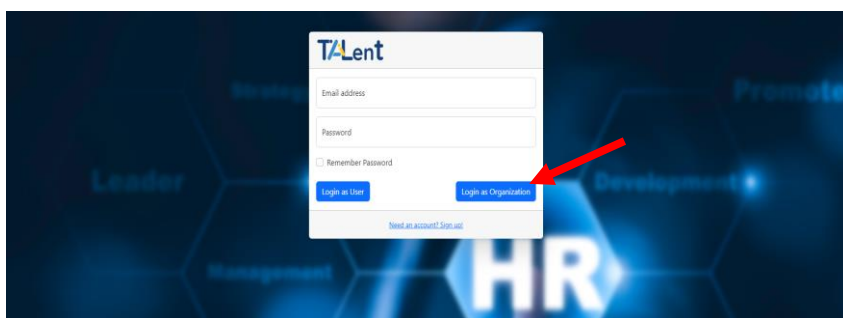 TALent
Email address
Password
Remember Password
Login as User
Login as Organization
Need an account? Sign up!
Strategy
Promote
Leader
Development
Management
HR